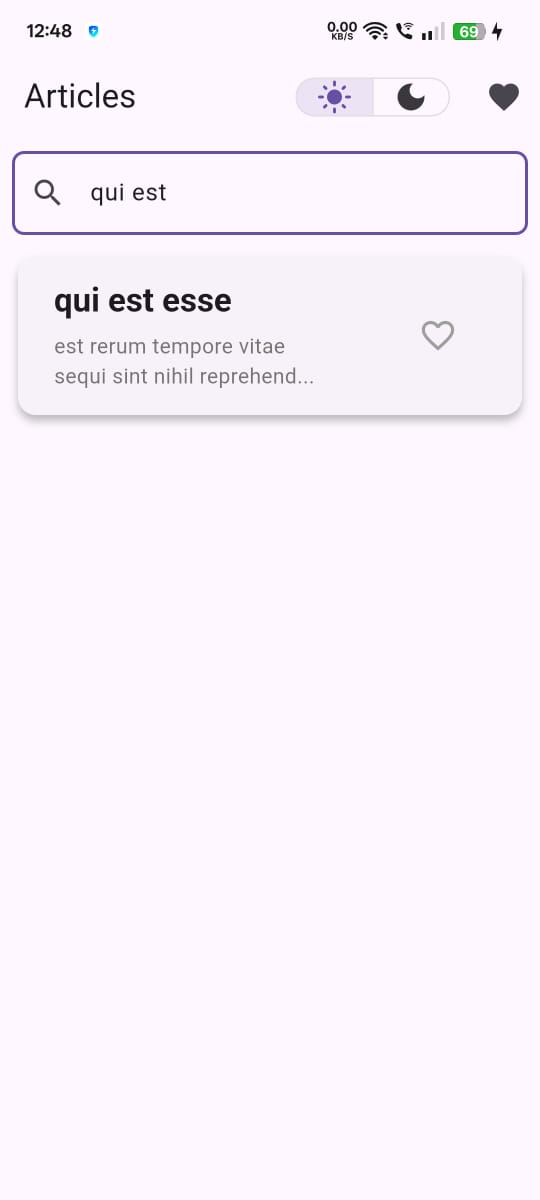 12:48
0.00
KB/S
69
Articles
qui est
qui est esse
est rerum tempore vitae
sequi sint nihil reprehend...